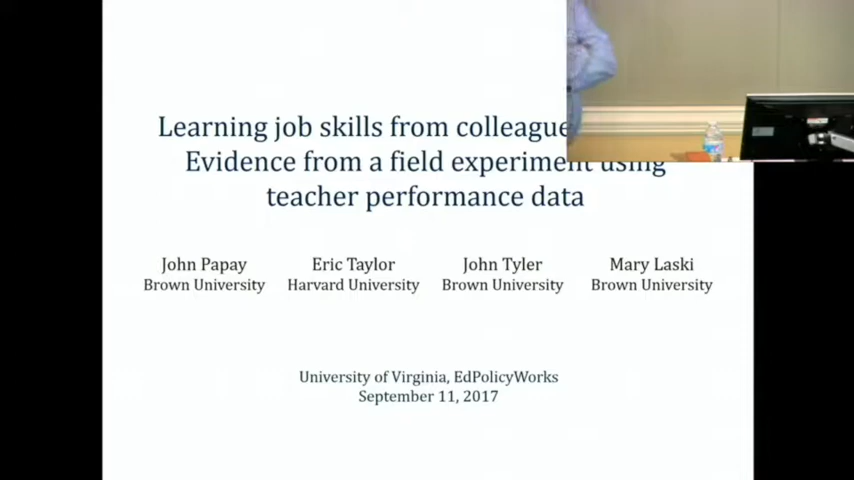 Learning job skills from colleague
Evidence from a field experiment using
teacher performance data
John Papay
Brown University
Eric Taylor
Harvard University
John Tyler
Brown University
Mary Laski
Brown University
University of Virginia, EdPolicyWorks
September 11, 2017